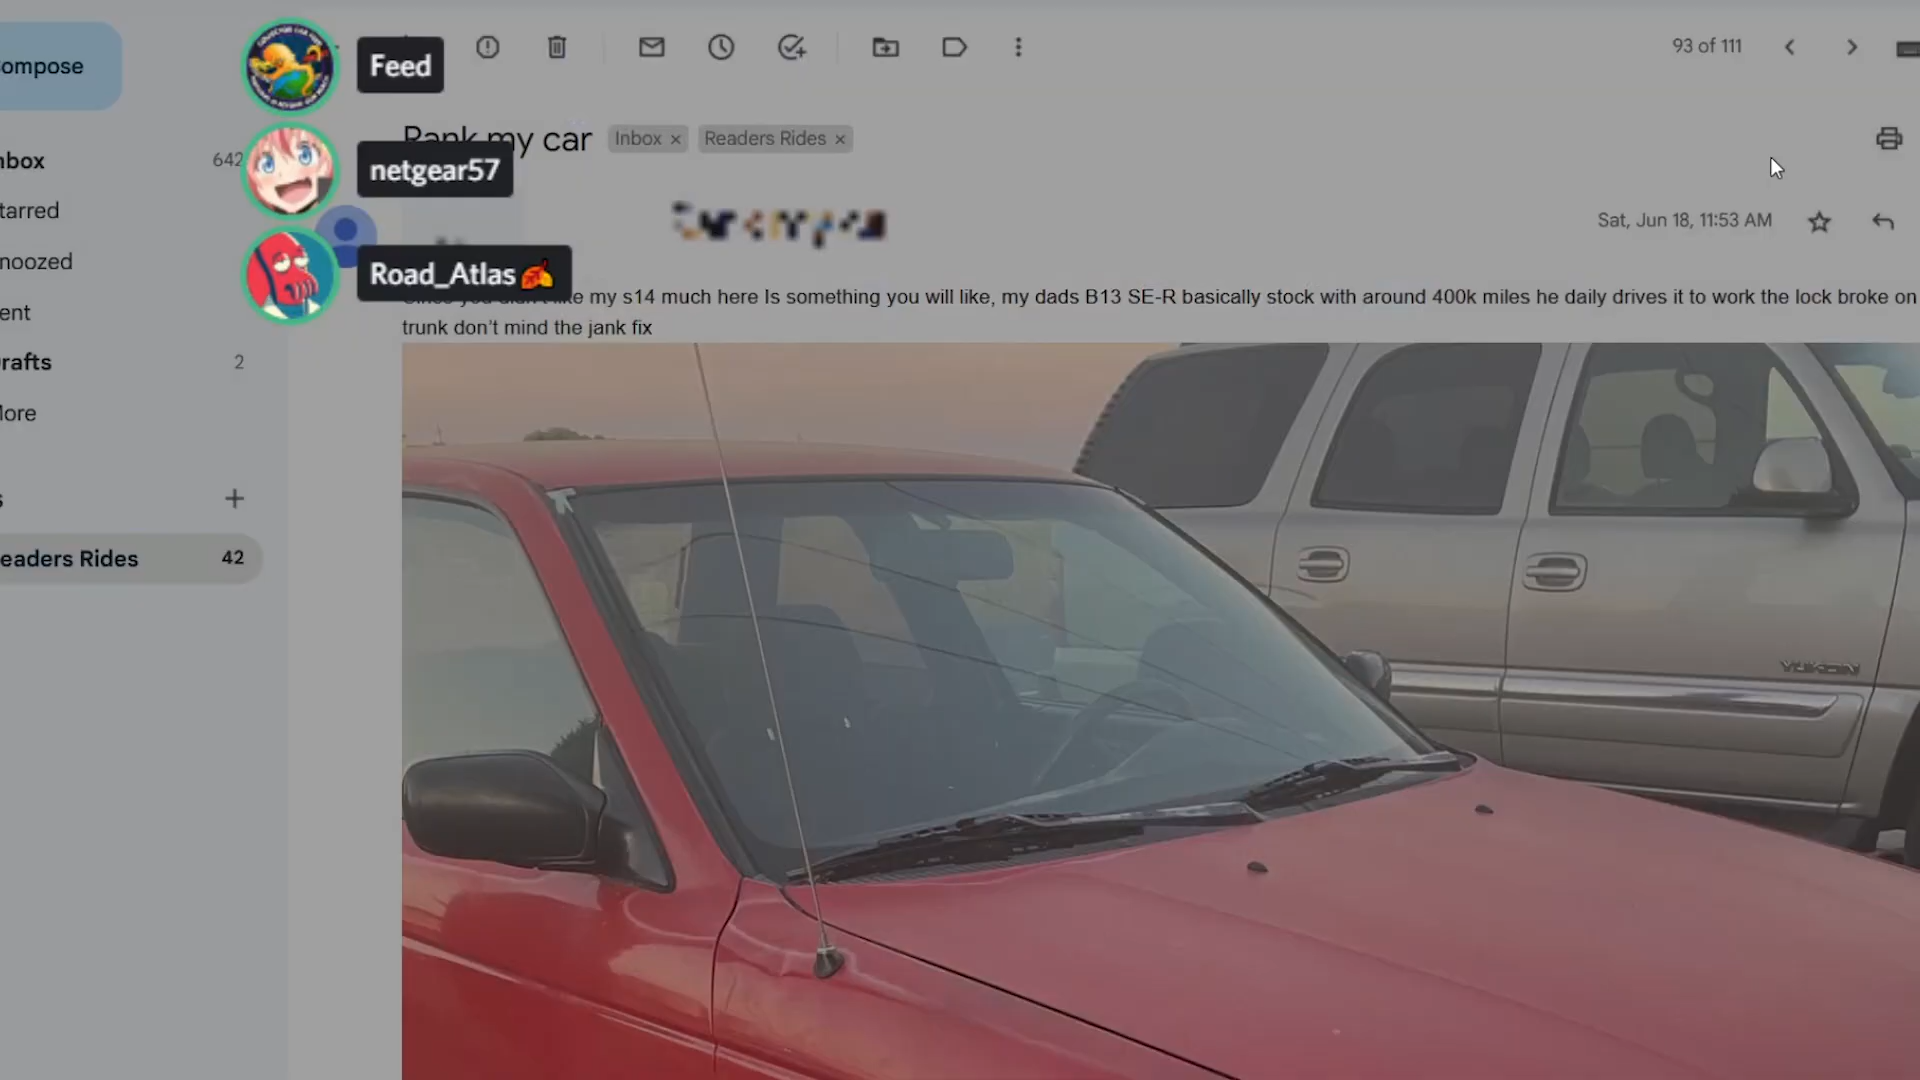 ompose
Feed
93 of 111
my car
Inbox ×
Readers Rides ×
nbox
642
netgear57
tarred
Sat, Jun 18, 11:53 AM
noozed
Road_Atlas
my s14 much here Is something you will like, my dads B13 SE-R basically stock with around 400k miles he daily drives it to work the lock broke on
ent
trunk don't mind the jank fix
rafts
2
lore
s
+
eaders Rides
42
YUKON